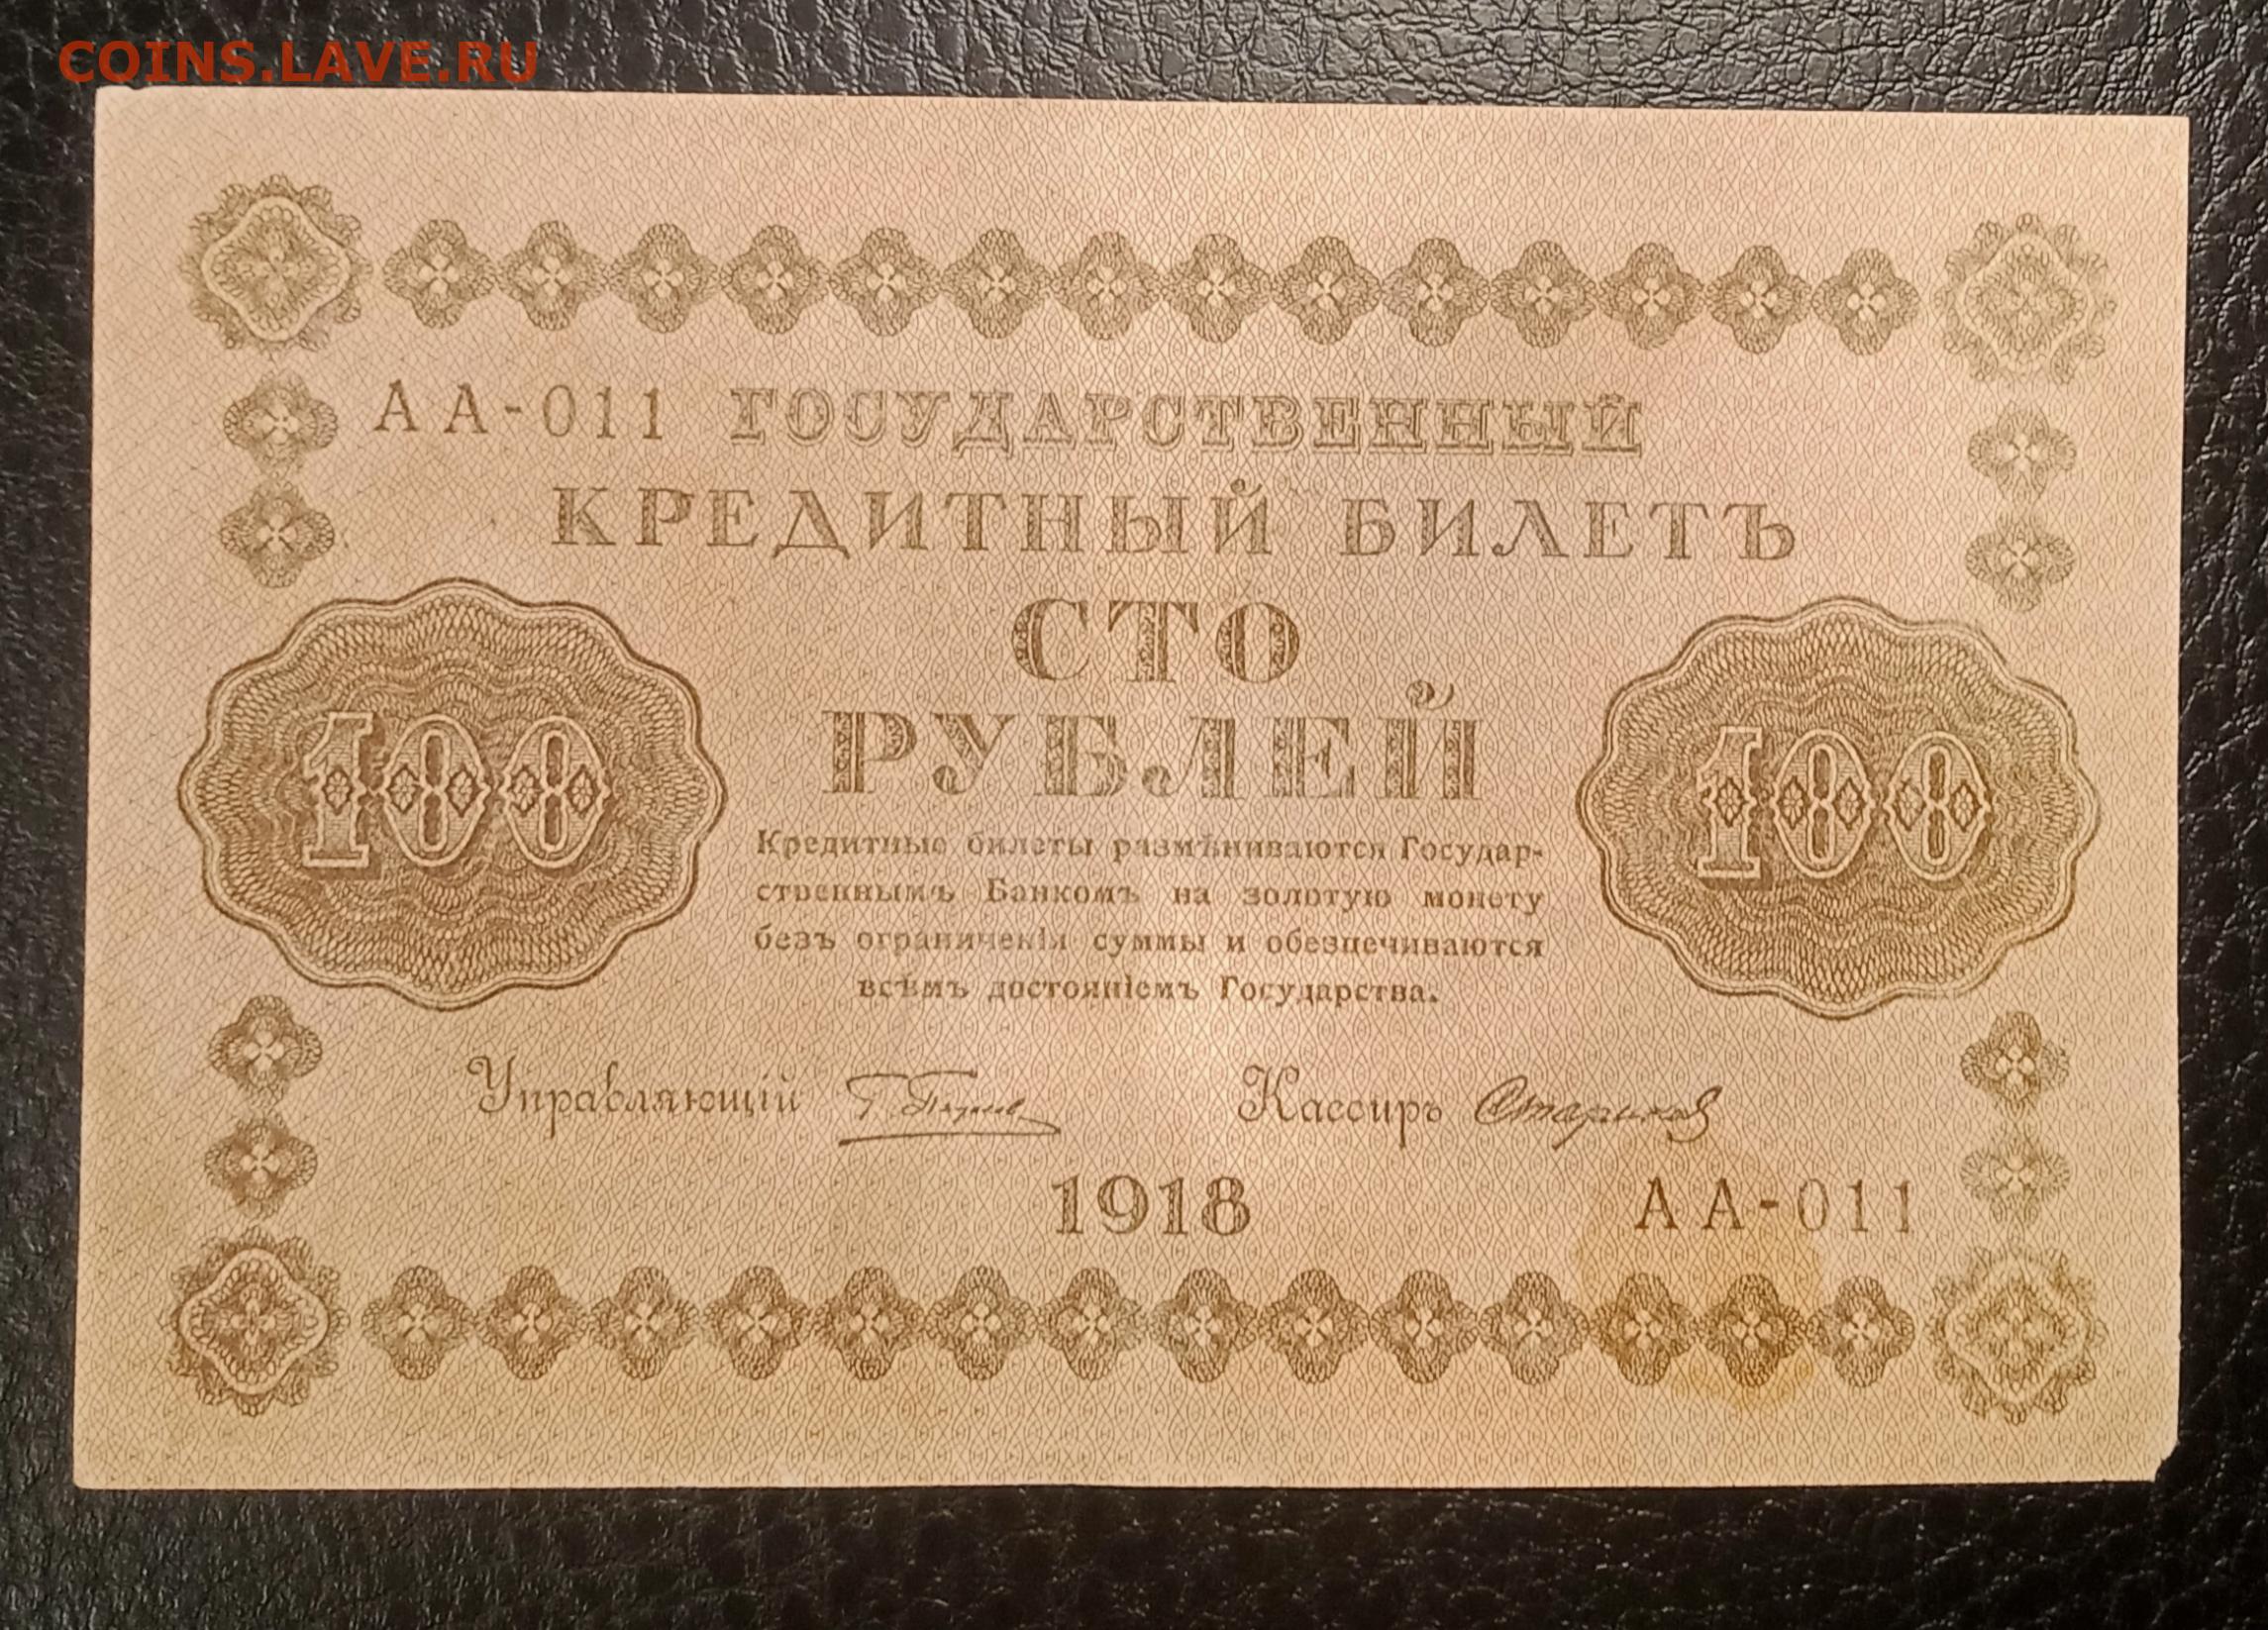 COINS.LAVE.RU
АА-011 ГОСУДАРСТВЕННЫЙ
КРЕДИТНЫЙ БИЛЕТЪ
СТО
РУБЛЕЙ
100 100
Кредитные билеты размѣниваются Государ-
ственнымъ Банкомъ на золотую монету
безъ ограниченія суммы и обезпечиваются
всѣмъ достояніемъ Государства.
Управляющій Кассиръ Стариков
1918 АА-011